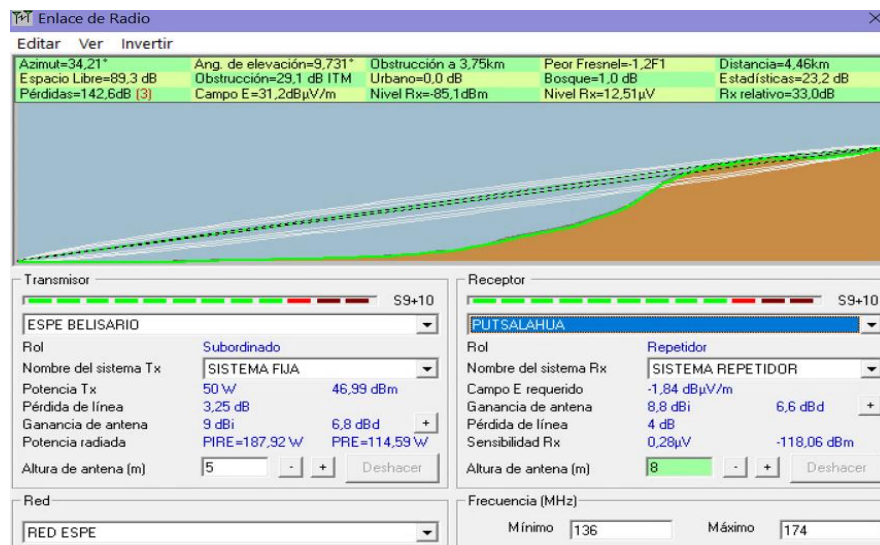 Enlace de Radio
Editar Ver Invertir
Azimut=34,21° Ang. de elevación=9,731° Obstrucción a 3,75km Peor Fresnel=-1,2F1 Distancia=4,46km
Espacio Libre=89,3 dB Obstrucción=29,1 dB ITM Urbano=0,0 dB Bosque=1,0 dB Estadísticas=23,2 dB
Pérdidas=142,6dB (3) Campo E=31,2dBµV/m Nivel Rx=-85,1dBm Nivel Rx=12,51µV Rx relativo=33,0dB
Transmisor
S9+10
ESPE BELISARIO
Rol Subordinado
Nombre del sistema Tx SISTEMA FIJA
Potencia Tx 50 W 46,99 dBm
Pérdida de línea 3,25 dB
Ganancia de antena 9 dBi 6,8 dBd +
Potencia radiada PIRE=187,92 W PRE=114,59 W
Altura de antena (m) 5 - + Deshacer
Red
RED ESPE
Receptor
S9+10
PUTSALAHUA
Rol Repetidor
Nombre del sistema Rx SISTEMA REPETIDOR
Campo E requerido -1,84 dBµV/m
Ganancia de antena 8,8 dBi 6,6 dBd +
Pérdida de línea 4 dB
Sensibilidad Rx 0,28µV -118,06 dBm
Altura de antena (m) 8 - + Deshacer
Frecuencia (MHz)
Mínimo 136 Máximo 174